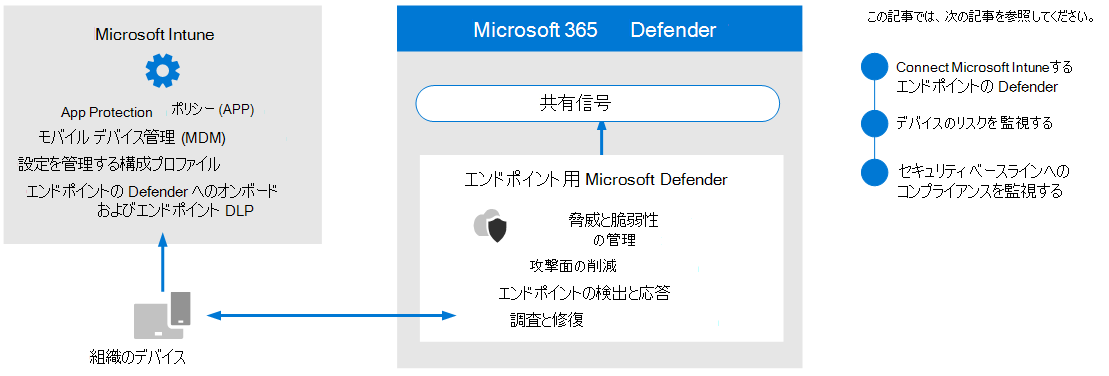 Microsoft Intune
App Protection ポリシー (APP)
モバイル デバイス管理 (MDM)
設定を管理する構成プロファイル
エンドポイントの Defender へのオンボード
およびエンドポイント DLP
組織のデバイス
Microsoft 365 Defender
共有信号
エンドポイント用 Microsoft Defender
脅威と脆弱性
の管理
攻撃面の削減
エンドポイントの検出と応答
調査と修復
この記事では、次の記事を参照してください。
Connect Microsoft Intuneする
エンドポイントの Defender
デバイスのリスクを監視する
セキュリティ ベースラインへの
コンプライアンスを監視する